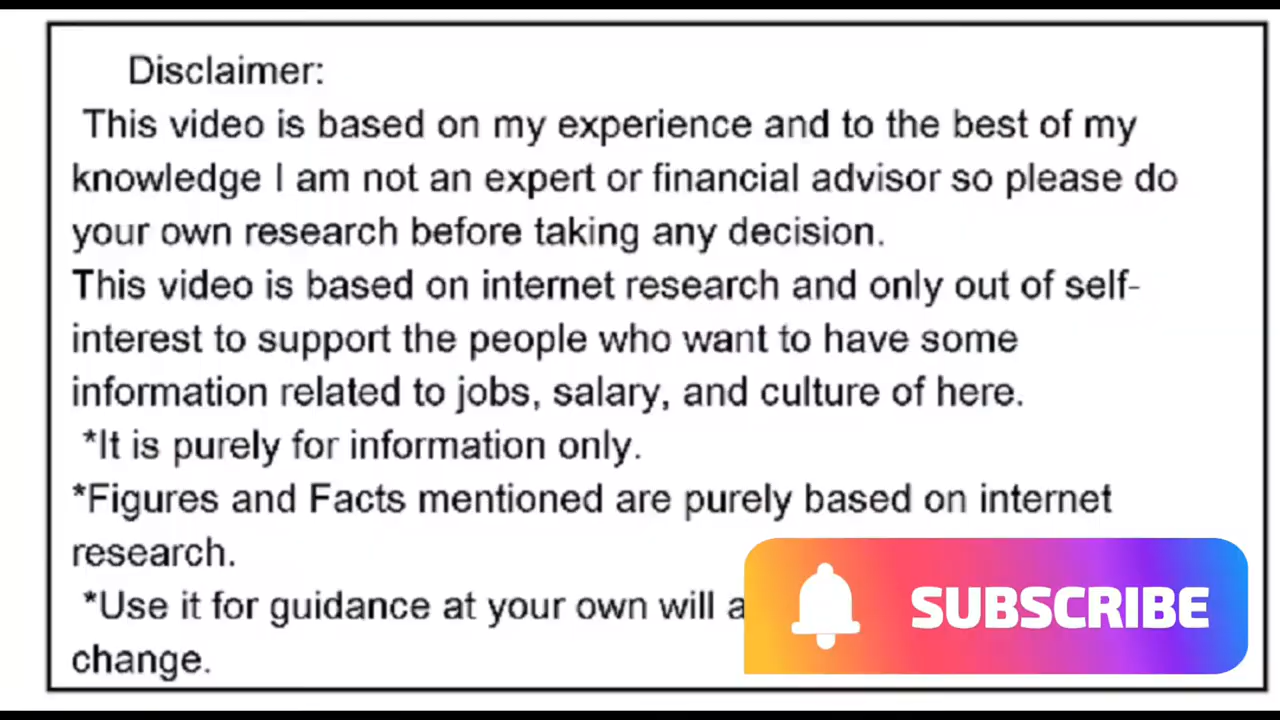 Disclaimer:
This video is based on my experience and to the best of my
knowledge I am not an expert or financial advisor so please do
your own research before taking any decision.
This video is based on internet research and only out of self-
interest to support the people who want to have some
information related to jobs, salary, and culture of here.
*It is purely for information only.
*Figures and Facts mentioned are purely based on internet
research.
*Use it for guidance at your own will
change.
SUBSCRIBE